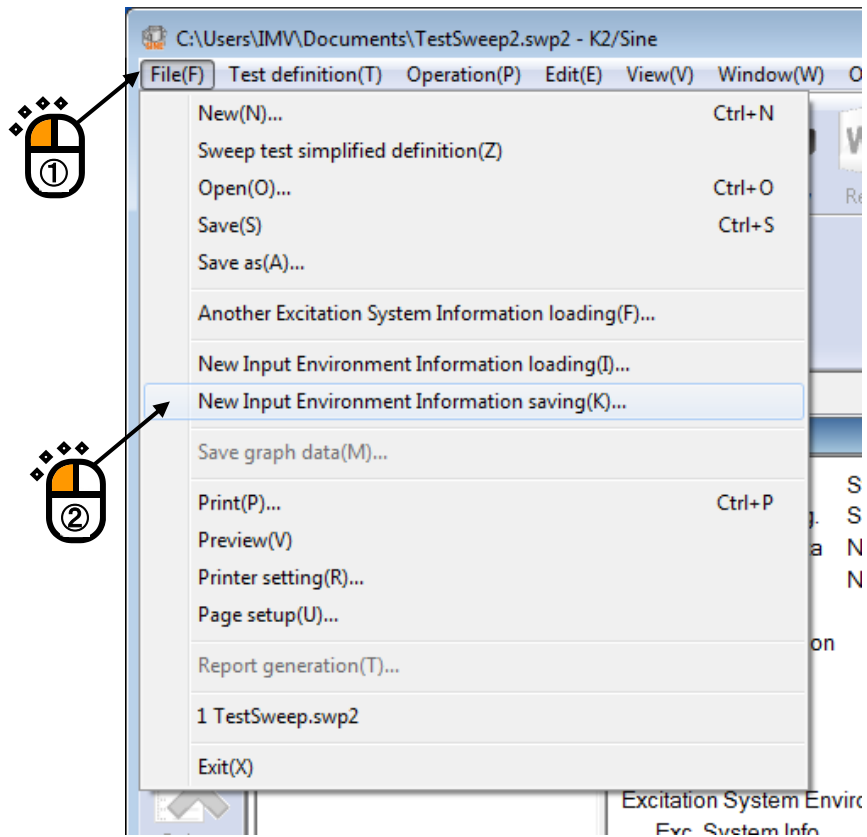 C:\Users\IMV\Documents\TestSweep2.swp2 - K2/Sine
File(F) Test definition(T) Operation(P) Edit(E) View(V) Window(W) O
①
New(N)... Ctrl+N
Sweep test simplified definition(Z)
Open(O)... Ctrl+O
Save(S) Ctrl+S
Save as(A)...
Another Excitation System Information loading(F)...
New Input Environment Information loading(I)...
New Input Environment Information saving(K)...
②
Save graph data(M)...
Print(P)... Ctrl+P
Preview(V)
Printer setting(R)...
Page setup(U)...
Report generation(T)...
1 TestSweep.swp2
Exit(X)
Excitation System Enviro
Exc. System Info